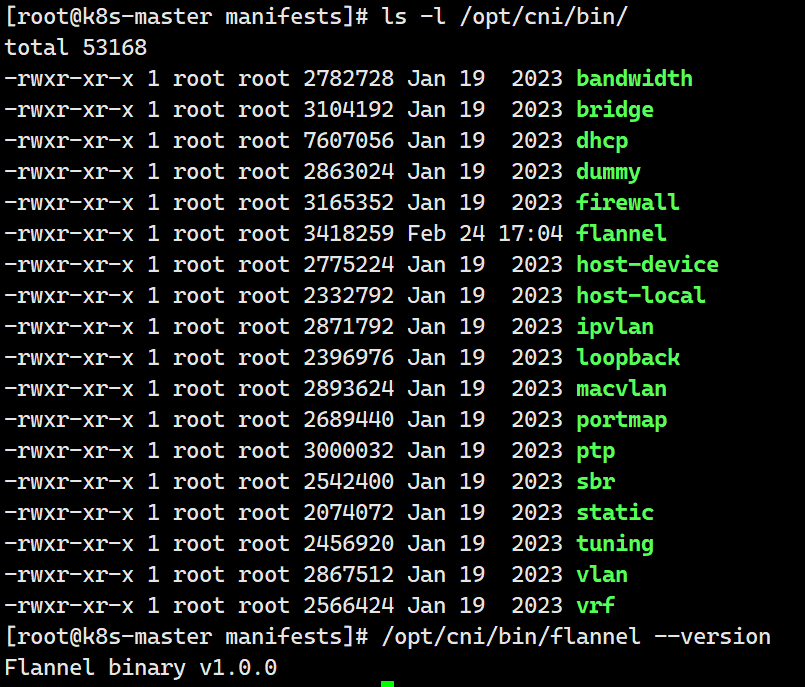 [root@k8s-master manifests]# ls -l /opt/cni/bin/
total 53168
-rwxr-xr-x 1 root root 2782728 Jan 19  2023 bandwidth
-rwxr-xr-x 1 root root 3104192 Jan 19  2023 bridge
-rwxr-xr-x 1 root root 7607056 Jan 19  2023 dhcp
-rwxr-xr-x 1 root root 2863024 Jan 19  2023 dummy
-rwxr-xr-x 1 root root 3165352 Jan 19  2023 firewall
-rwxr-xr-x 1 root root 3418259 Feb 24 17:04 flannel
-rwxr-xr-x 1 root root 2775224 Jan 19  2023 host-device
-rwxr-xr-x 1 root root 2332792 Jan 19  2023 host-local
-rwxr-xr-x 1 root root 2871792 Jan 19  2023 ipvlan
-rwxr-xr-x 1 root root 2396976 Jan 19  2023 loopback
-rwxr-xr-x 1 root root 2893624 Jan 19  2023 macvlan
-rwxr-xr-x 1 root root 2689440 Jan 19  2023 portmap
-rwxr-xr-x 1 root root 3000032 Jan 19  2023 ptp
-rwxr-xr-x 1 root root 2542400 Jan 19  2023 sbr
-rwxr-xr-x 1 root root 2074072 Jan 19  2023 static
-rwxr-xr-x 1 root root 2456920 Jan 19  2023 tuning
-rwxr-xr-x 1 root root 2867512 Jan 19  2023 vlan
-rwxr-xr-x 1 root root 2566424 Jan 19  2023 vrf
[root@k8s-master manifests]# /opt/cni/bin/flannel --version
Flannel binary v1.0.0